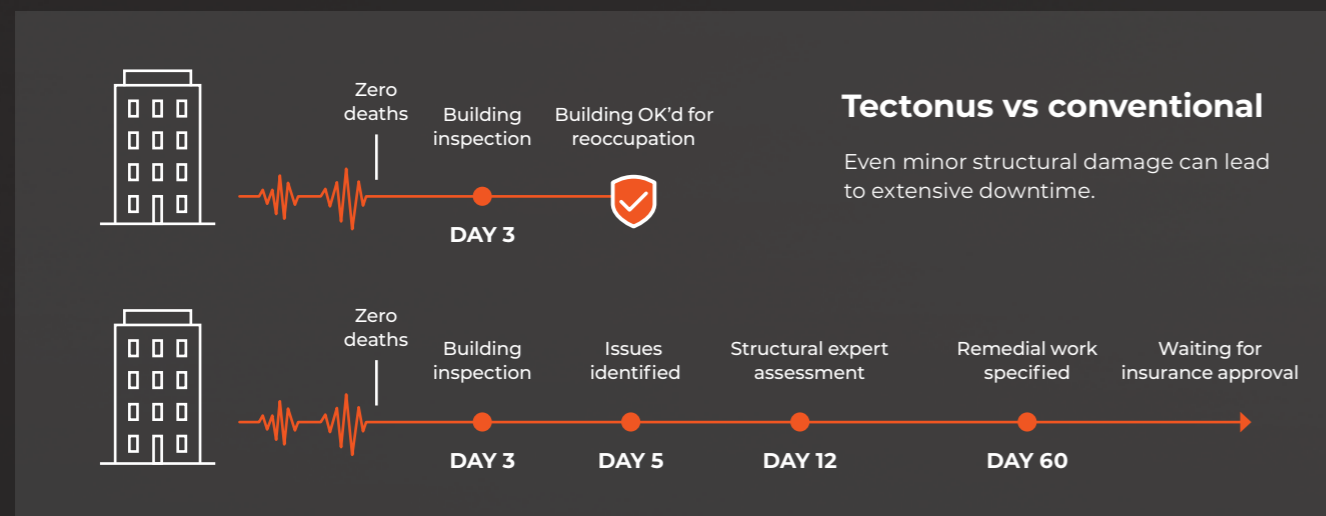 Zero
deaths
Building
inspection
Building OK'd for
reoccupation
DAY 3
Tectonus vs conventional
Even minor structural damage can lead
to extensive downtime.
Zero
deaths
Building
inspection
Issues
identified
Structural expert
assessment
Remedial work
specified
Waiting for
insurance approval
DAY 3
DAY 5
DAY 12
DAY 60